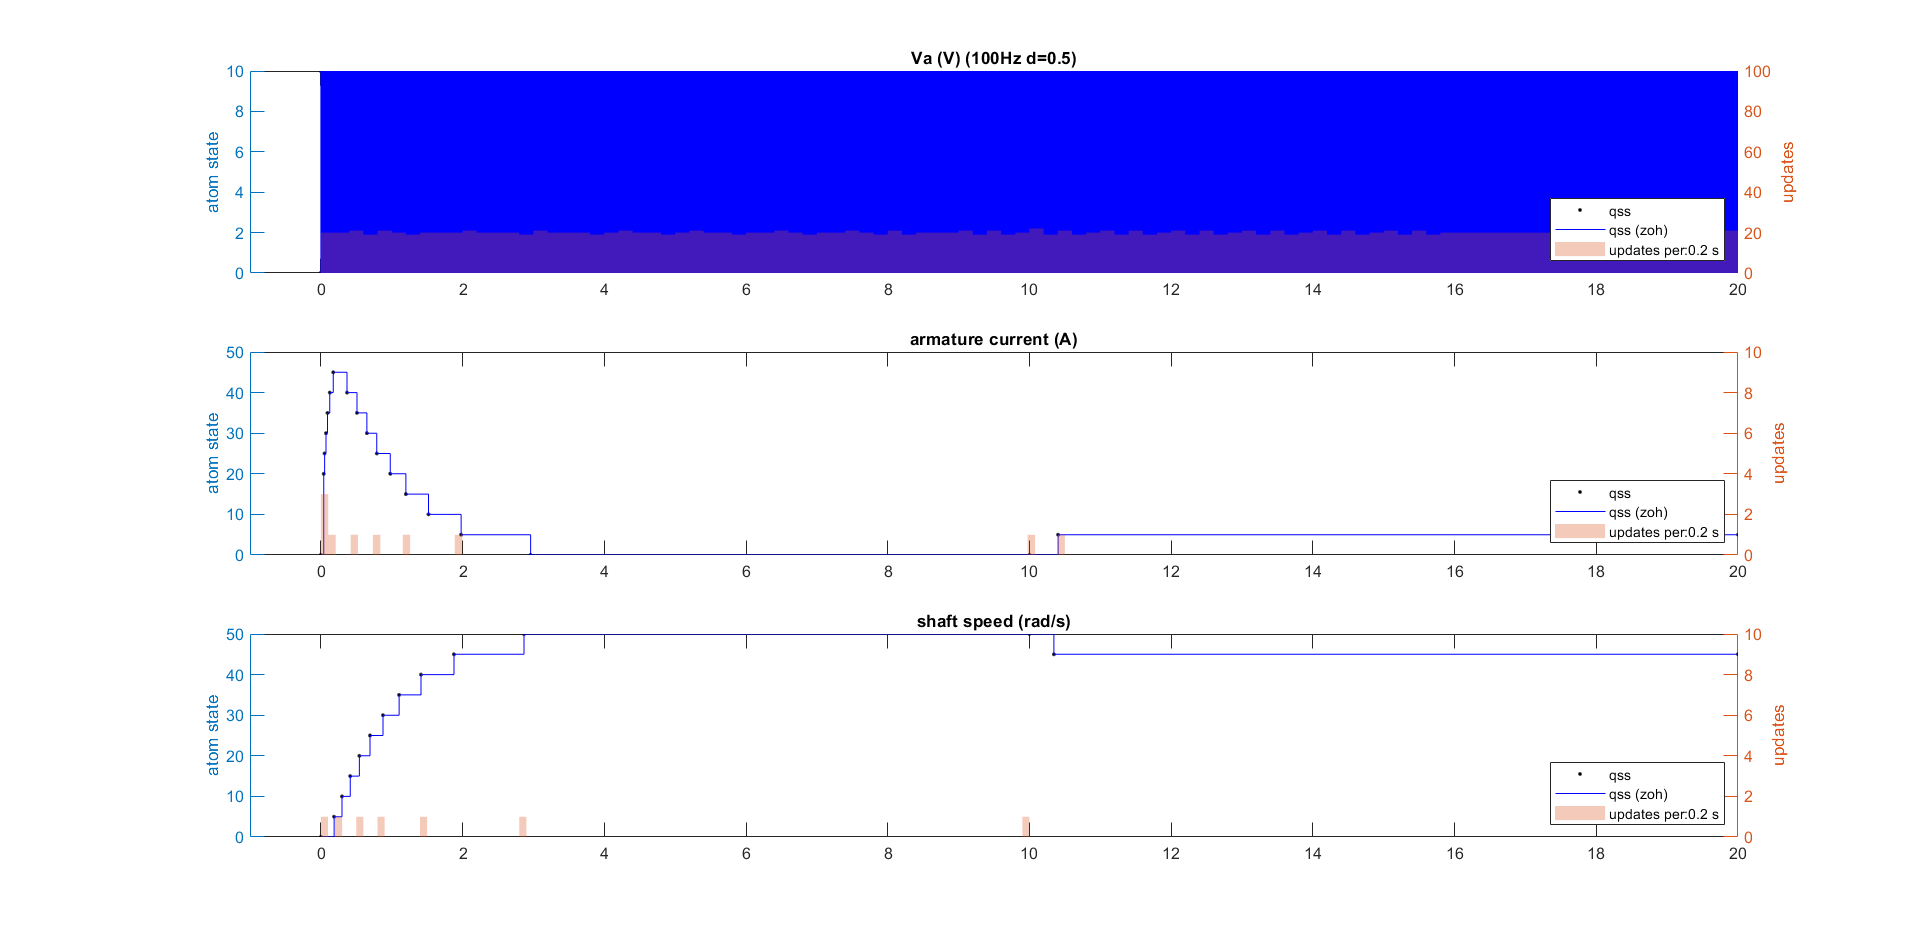 Va (V) (100Hz d=0.5)
10
8
6
4
2
0
atom state
100
80
60
40
20
0
updates
qss
qss (zoh)
updates per:0.2 s
0 2 4 6 8 10 12 14 16 18 20
armature current (A)
50
40
30
20
10
0
atom state
10
8
6
4
2
0
updates
qss
qss (zoh)
updates per:0.2 s
0 2 4 6 8 10 12 14 16 18 20
shaft speed (rad/s)
50
40
30
20
10
0
atom state
10
8
6
4
2
0
updates
qss
qss (zoh)
updates per:0.2 s
0 2 4 6 8 10 12 14 16 18 20